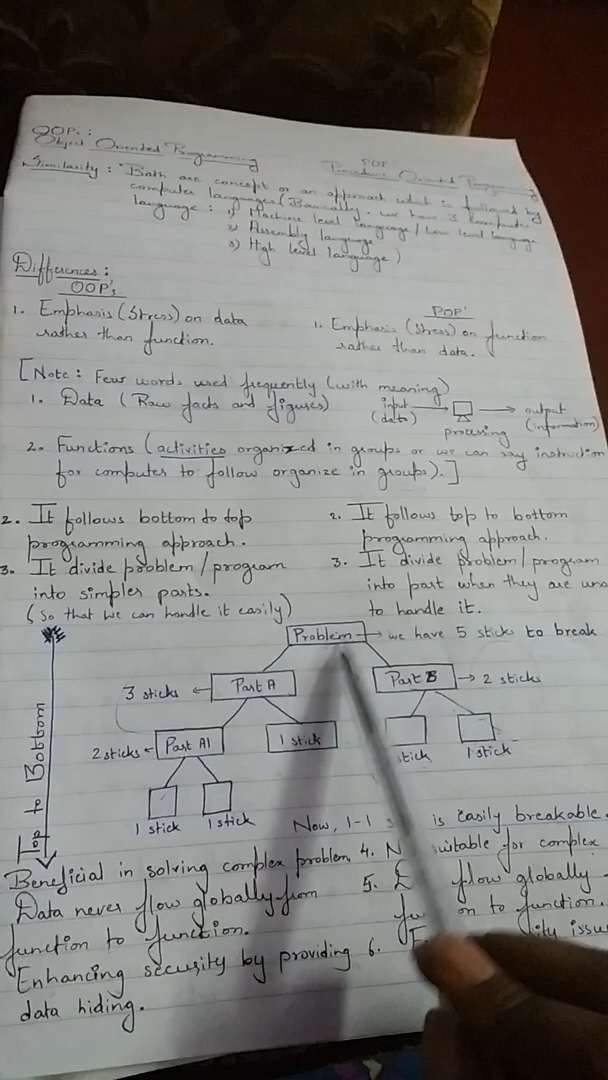 OOPs :
Object Oriented Programming
POP
Procedure Oriented Programming
Similarity : Both are concept or an approach which is followed by
computer languages (Basically, we have 3 computer
language : 1) Machine level language / Low level language
2) Assembly language
3) High level language )
Differences :
OOP's
1. Emphasis (Stress) on data
rather than function.
POP'
1. Emphasis (Stress) on function
rather than data.
[Note : Few words used frequently (with meaning)
1. Data (Raw facts and figures)
input (data) → processing → output (information)
2. Functions (activities organized in groups or we can say instruction
for computer to follow organize in groups).]
2. It follows bottom to top
programming approach.
3. It divide problem / program
into simpler parts.
(So that we can handle it easily)
2. It follows top to bottom
programming approach.
3. It divide problem / program
into part when they are
to handle it.
Problem → we have 5 sticks to break
3 sticks ← Part A
Part B → 2 sticks
2 sticks ← Part A1
1 stick
stick
1 stick
1 stick
1 stick
Top to Bottom
Now, 1-1 is easily breakable.
Beneficial in solving complex problem
Data never flow globally from
function to function.
Enhancing security by providing
data hiding.
4. suitable for complex
5. flow globally
to function.
6. issu